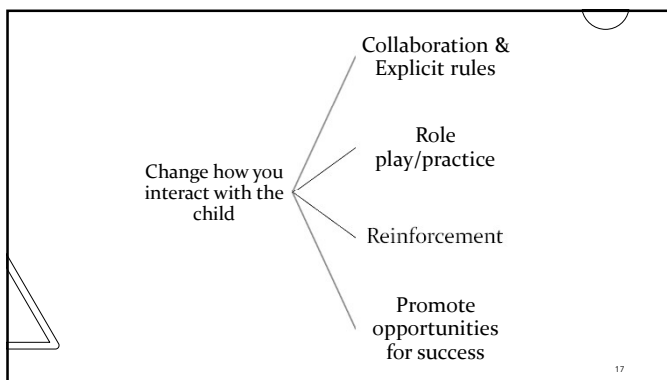 Collaboration &
Explicit rules
Role
play/practice
Change how you
interact with the
child
Reinforcement
Promote
opportunities
for success
17